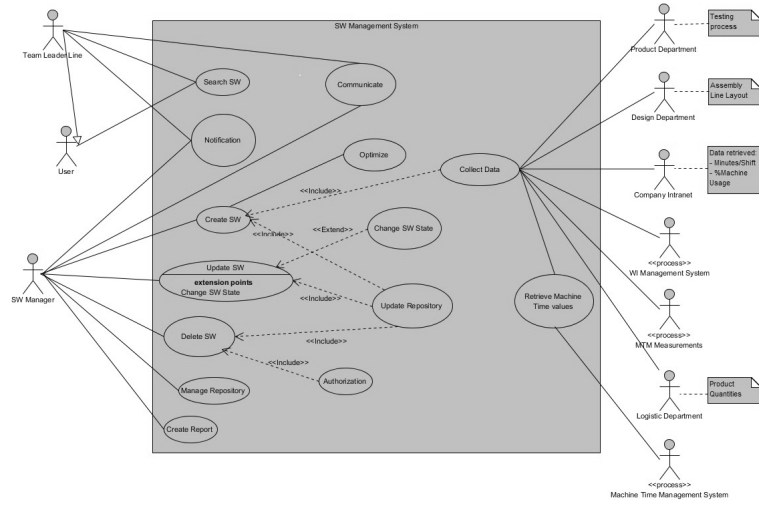 SW Management System
Team Leader Line
User
SW Manager
Search SW
Communicate
Notification
Optimize
Collect Data
<<Include>>
Create SW
<<Extend>>
Change SW State
<<Include>>
Update SW
extension points
Change SW State
<<Include>>
Update Repository
Retrieve Machine
Time values
Delete SW
<<Include>>
<<Include>>
Authorization
Manage Repository
Create Report
Testing
process
Product Department
Assembly
Line Layout
Design Department
Data retrieved:
- Minutes/Shift
- %Machine
Usage
Company Intranet
<<process>>
WI Management System
<<process>>
MTM Measurements
Product
Quantities
Logistic Department
<<process>>
Machine Time Management System